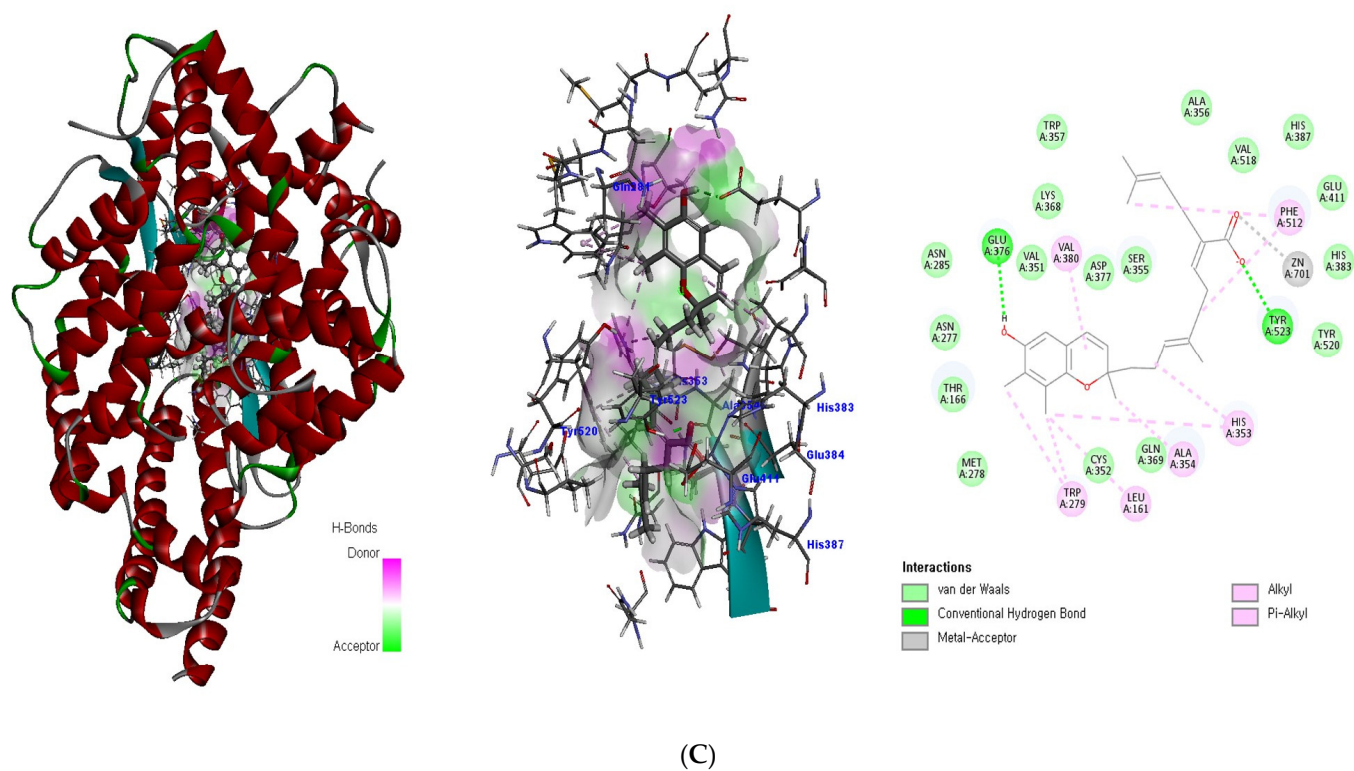 H-Bonds
Donor
Acceptor
Gln281
Tyr523
Tyr520
His383
Glu384
Glu411
His387
ALA
A:356
TRP
A:357
HIS
A:387
VAL
A:518
LYS
A:368
GLU
A:411
PHE
A:512
GLU
A:376
VAL
A:351
VAL
A:380
ASP
A:377
SER
A:355
ASN
A:285
ZN
A:701
HIS
A:383
TYR
A:523
TYR
A:520
ASN
A:277
THR
A:166
HIS
A:353
MET
A:278
CYS
A:352
GLN
A:369
ALA
A:354
TRP
A:279
LEU
A:161
H
O
O
O
O
Interactions
van der Waals
Conventional Hydrogen Bond
Metal-Acceptor
Alkyl
Pi-Alkyl
(C)